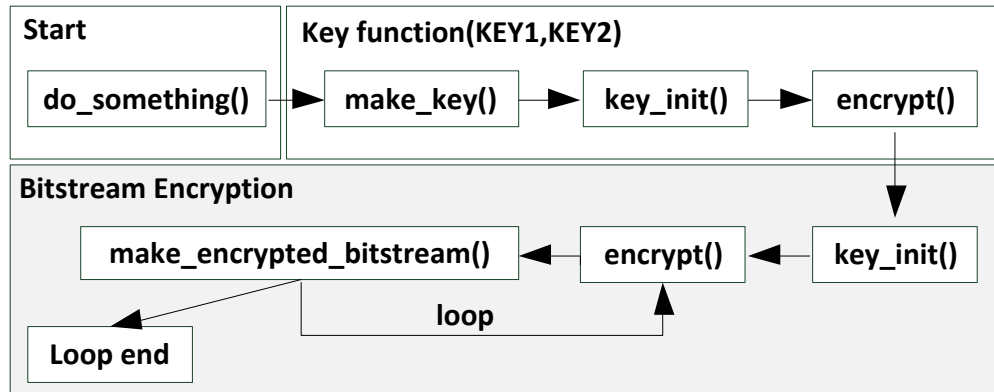 Start
Key function(KEY1,KEY2)
do_something()
make_key()
key_init()
encrypt()
Bitstream Encryption
make_encrypted_bitstream()
encrypt()
key_init()
loop
Loop end